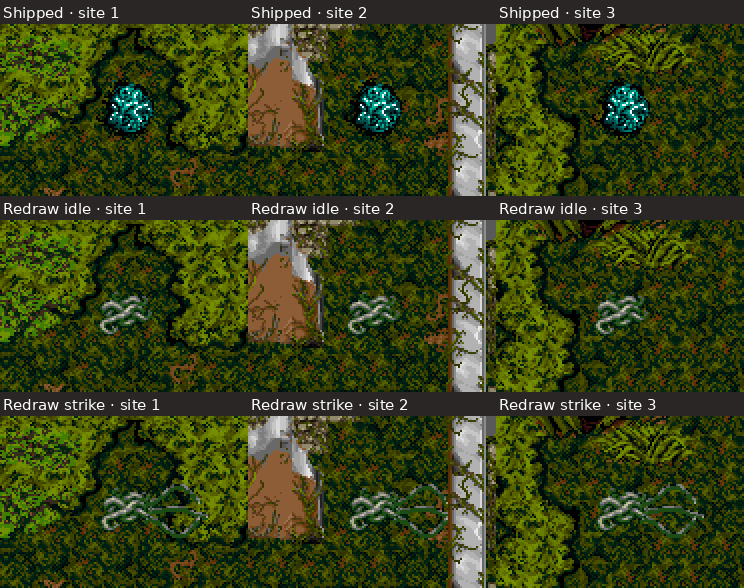 Shipped · site 1
Shipped · site 2
Shipped · site 3
Redraw idle · site 1
Redraw idle · site 2
Redraw idle · site 3
Redraw strike · site 1
Redraw strike · site 2
Redraw strike · site 3